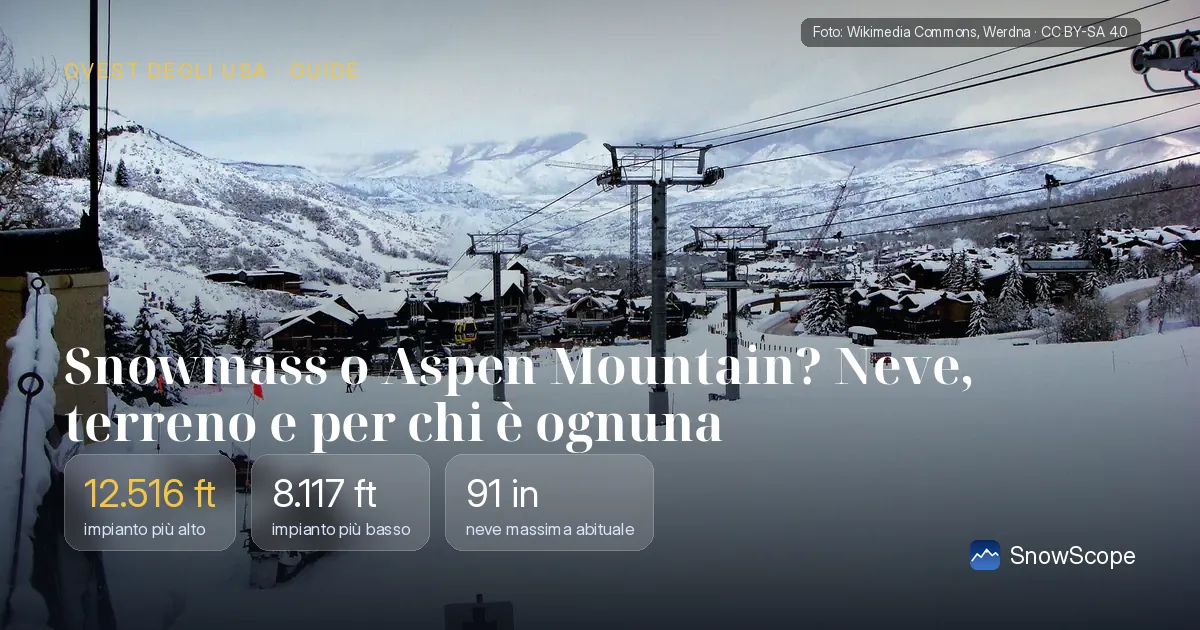 Foto: Wikimedia Commons, Werdna · CC BY-SA 4.0
OVEST DEGLI USA · GUIDE
Snowmass o Aspen Mountain? Neve,
terreno e per chi è ognuna
12.516 ft
impianto più alto
8.117 ft
impianto più basso
91 in
neve massima abituale
SnowScope